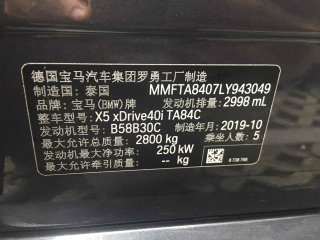 德国宝马汽车集团罗勇工厂制造
制造国：泰国 MMFTA8407LY943049
品牌：宝马(BMW)牌 发动机排量：2998 mL
整车型号：X5 xDrive40i TA84C
发动机型号：B58B30C 制造年月：2019-10
最大允许总质量：2800 kg 乘坐人数：5
发动机最大净功率：250 kW
最大允许牵引质量：－－ kg